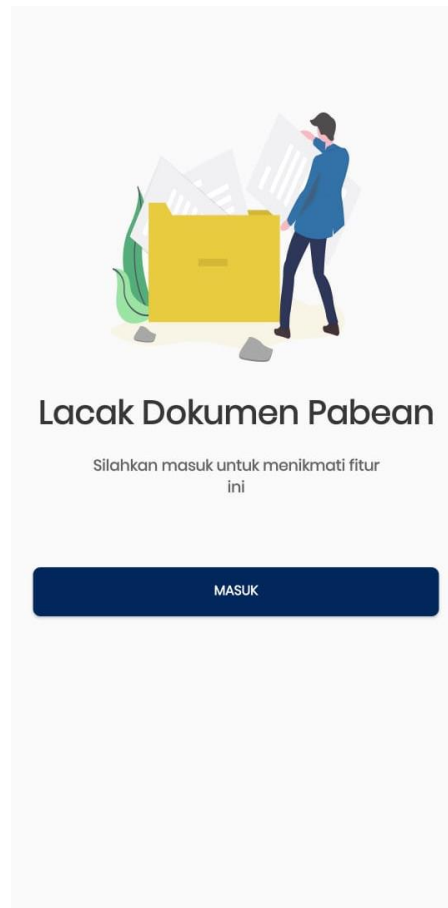 Lacak Dokumen Pabean
Silahkan masuk untuk menikmati fitur
ini
MASUK